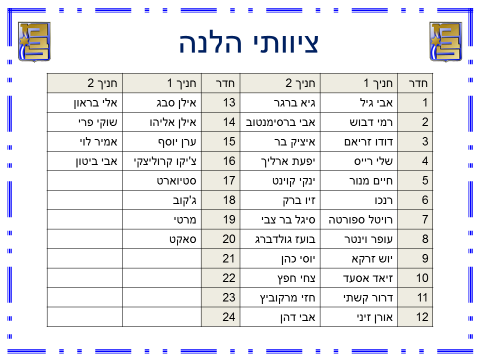 ציוותי הלנה
חדר חניך 1 חניך 2 חדר חניך 1 חניך 2
1 אבי גיל גיא ברגר 13 אילן סבג אלי בראון
2 רמי דבוש אבי ברסימנטוב 14 אילן אליהו שוקי פרי
3 דודו זריאם איציק בר 15 ערן יוסף אמיר לוי
4 שלי רייס יפעת ארליך 16 צ'יקו קרוליצקי אבי ביטון
5 חיים מנור ינקי קוינט 17 סטיוארט
6 רנכו זיו ברק 18 ג'קוב
7 רויטל ספורטה סיגל בר צבי 19 מרטי
8 עופר וינטר בועז גולדברג 20 סאקט
9 יוש זרקא יוסי כהן 21
10 זיאד אסעד צחי חפץ 22
11 דרור קשתי חזי מרקוביץ 23
12 אורן זיני אבי דהן 24